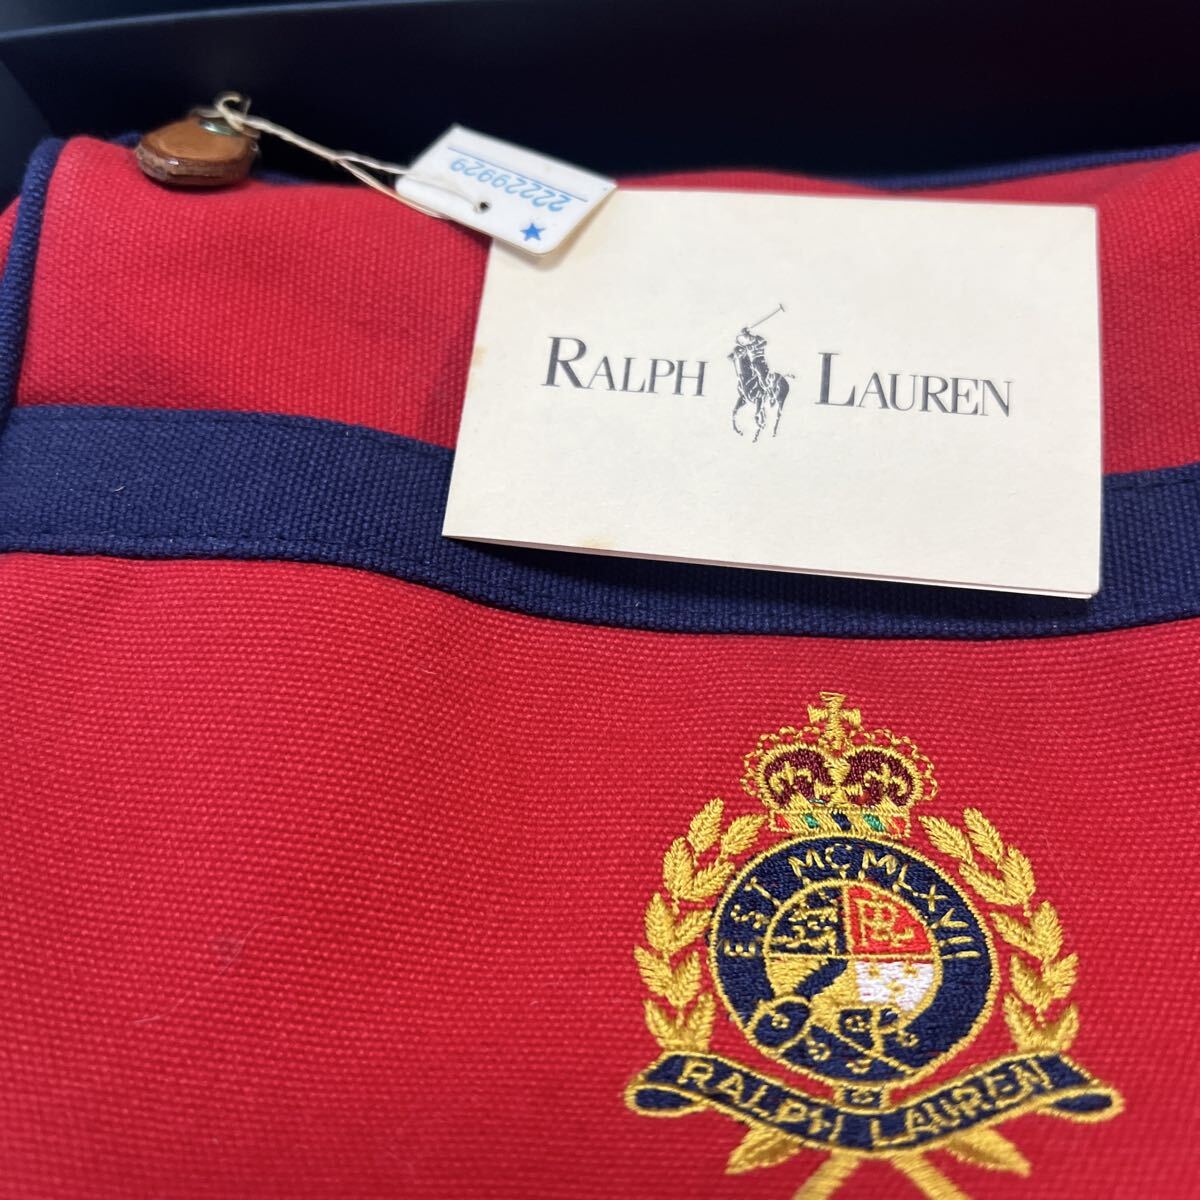 22229929
RALPH LAUREN
EST MCMLXVII
RALPH LAUREN